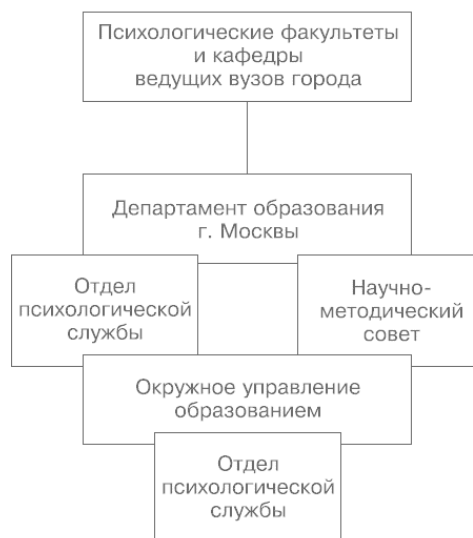 Психологические факультеты
и кафедры
ведущих вузов города
Департамент образования
г. Москвы
Отдел
психологической
службы
Научно-
методический
совет
Окружное управление
образованием
Отдел
психологической
службы